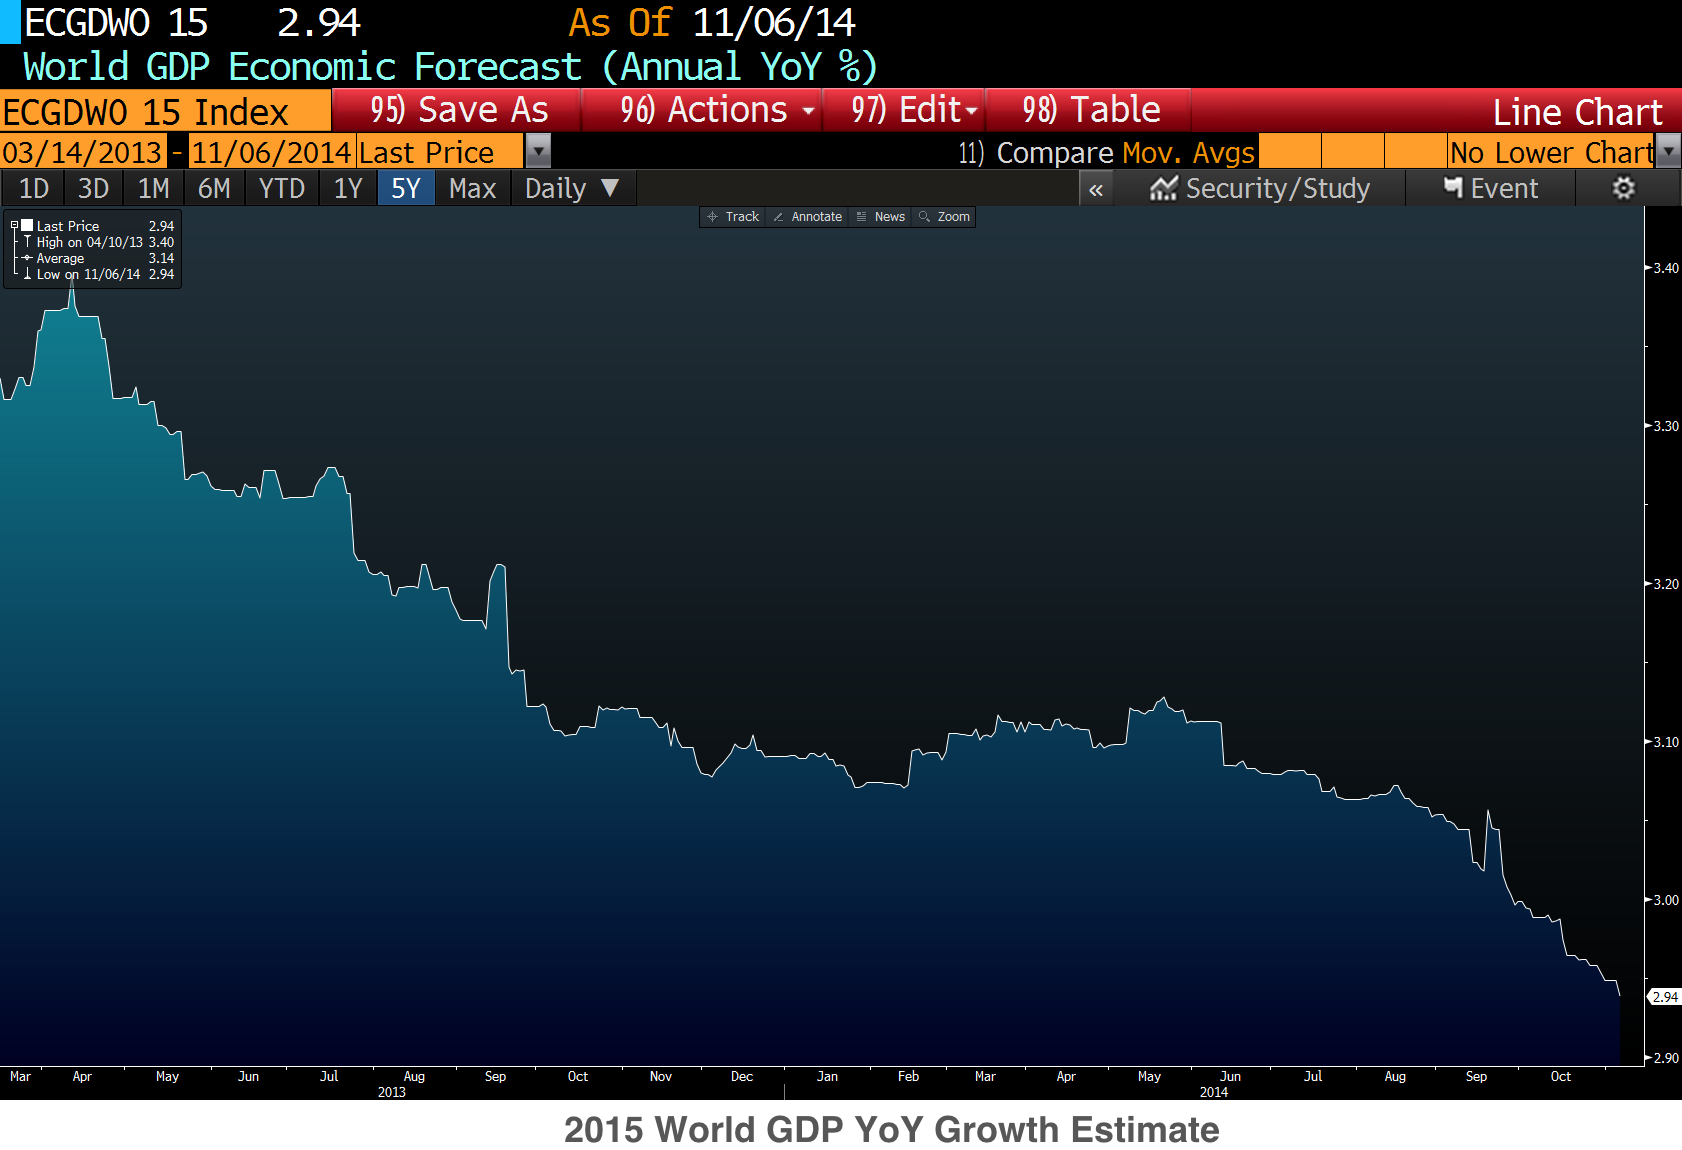 ECGDWO 15 2.94 As Of 11/06/14
World GDP Economic Forecast (Annual YoY %)
ECGDWO 15 Index 95) Save As 96) Actions 97) Edit 98) Table Line Chart
03/14/2013 - 11/06/2014 Last Price 11) Compare Mov. Avgs No Lower Chart
1D 3D 1M 6M YTD 1Y 5Y Max Daily ▼ « Security/Study Event
Track Annotate News Zoom
Last Price 2.94
High on 04/10/13 3.40
Average 3.14
Low on 11/06/14 2.94
3.40
3.30
3.20
3.10
3.00
2.94
2.90
Mar Apr May Jun Jul Aug Sep Oct Nov Dec Jan Feb Mar Apr May Jun Jul Aug Sep Oct
2013 2014
2015 World GDP YoY Growth Estimate